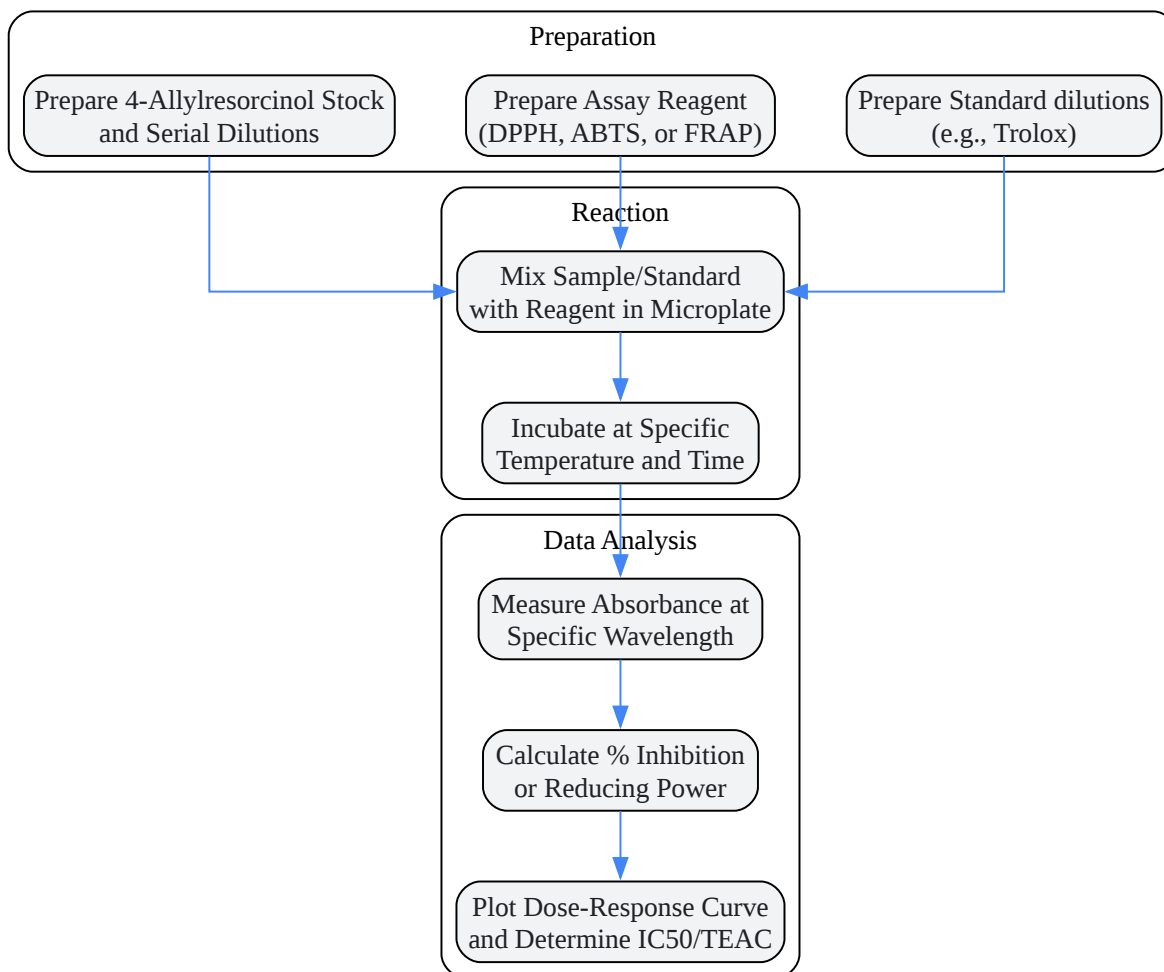 Preparation
Prepare 4-Allylresorcinol Stock
and Serial Dilutions
Prepare Assay Reagent
(DPPH, ABTS, or FRAP)
Prepare Standard dilutions
(e.g., Trolox)
Reaction
Mix Sample/Standard
with Reagent in Microplate
Incubate at Specific
Temperature and Time
Data Analysis
Measure Absorbance at
Specific Wavelength
Calculate % Inhibition
or Reducing Power
Plot Dose-Response Curve
and Determine IC50/TEAC